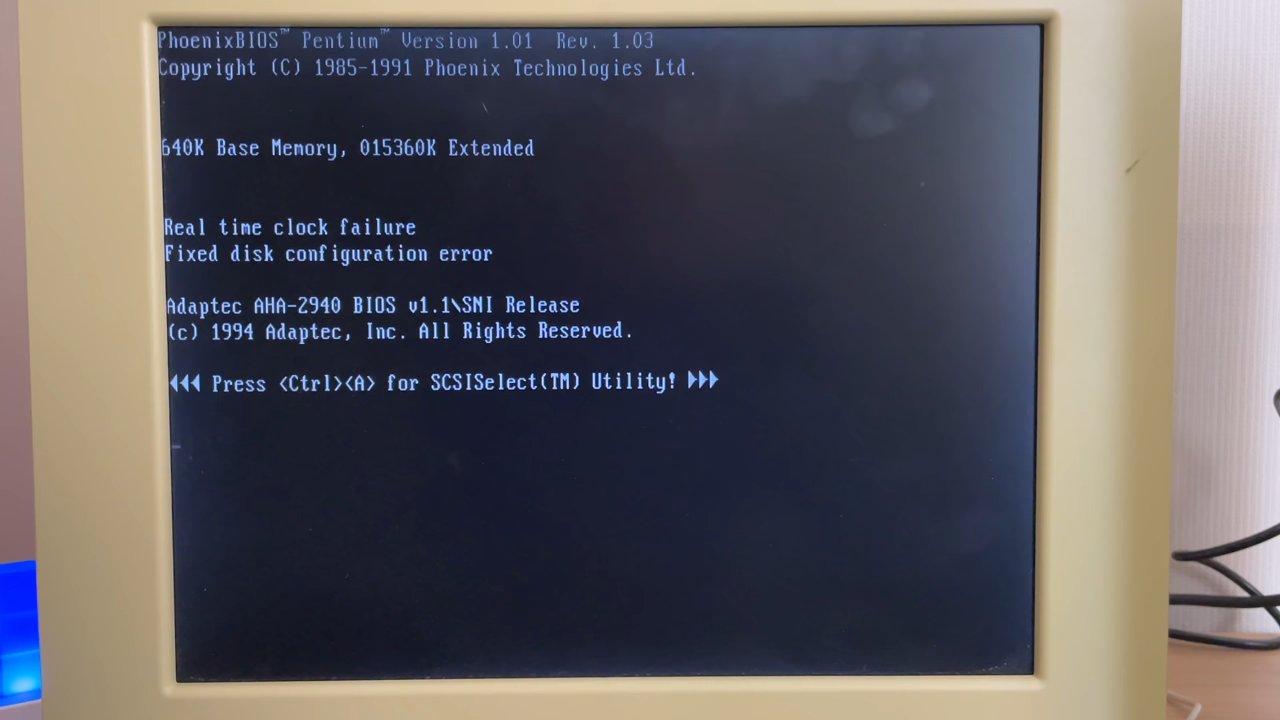 PhoenixBIOS™ Pentium™ Version 1.01 Rev. 1.03
Copyright (C) 1985-1991 Phoenix Technologies Ltd.
640K Base Memory, 015360K Extended
Real time clock failure
Fixed disk configuration error
Adaptec AHA-2940 BIOS v1.1\SNI Release
(c) 1994 Adaptec, Inc. All Rights Reserved.
◄◄◄ Press <Ctrl><A> for SCSISelect(TM) Utility! ►►►